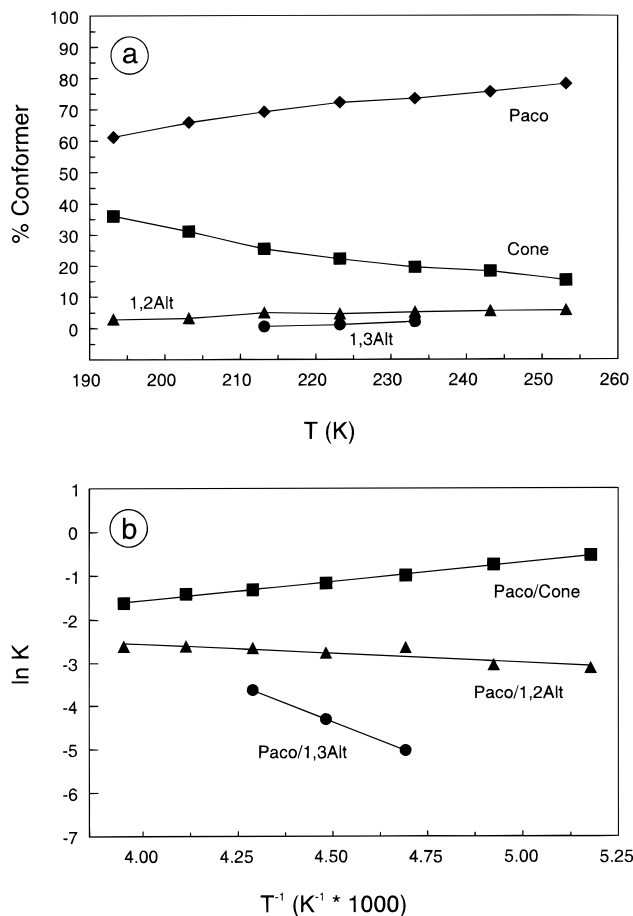 100
90
80
70
60
50
40
30
20
10
0
a
Paco
Cone
1,2Alt
1,3Alt
% Conformer
190 200 210 220 230 240 250 260
T (K)
1
0
-1
-2
-3
-4
-5
-6
-7
b
Paco/Cone
Paco/1,2Alt
Paco/1,3Alt
ln K
4.00 4.25 4.50 4.75 5.00 5.25
T⁻¹ (K⁻¹ * 1000)